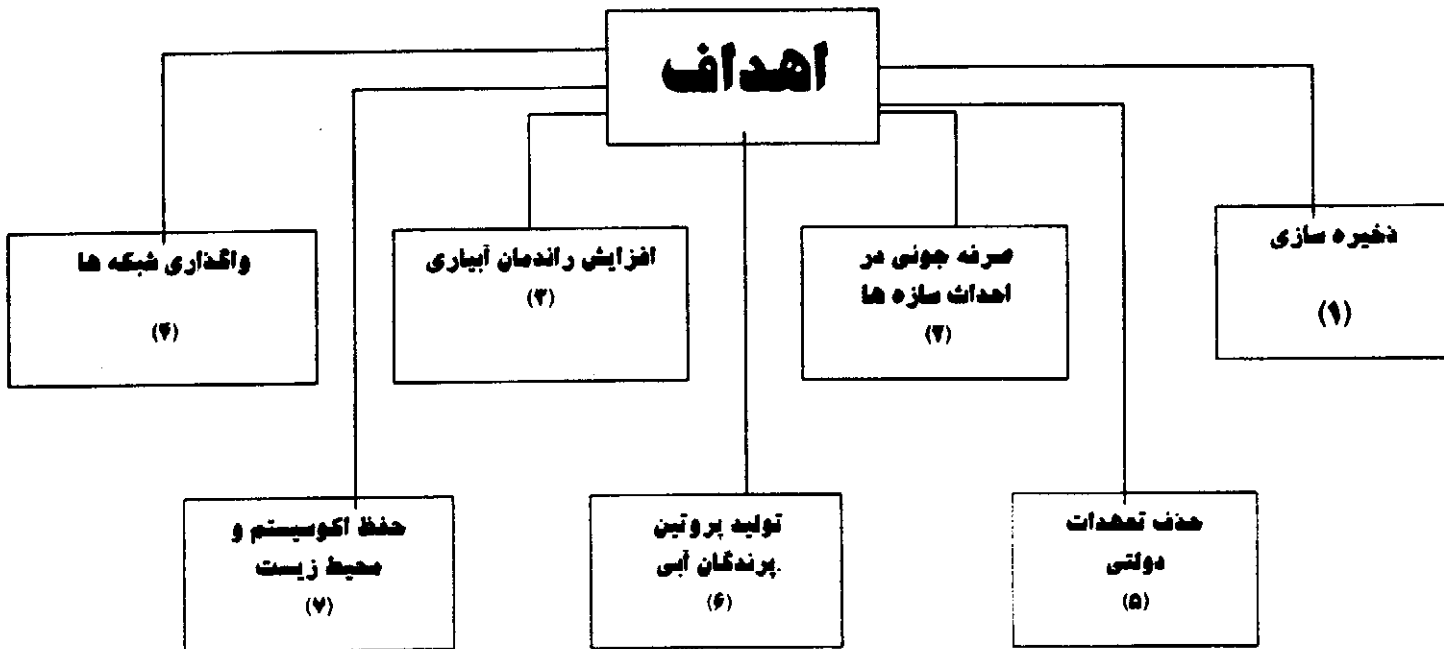 اهداف
ذخیره سازی
(۱)
صرفه جوئی در
احداث سازه ها
(۲)
افزایش راندمان آبیاری
(۳)
واگذاری شبکه ها
(۴)
حذف تعهدات
دولتی
(۵)
تولید پروتین
پرندگان آبی
(۶)
حفظ اکوسیستم و
محیط زیست
(۷)